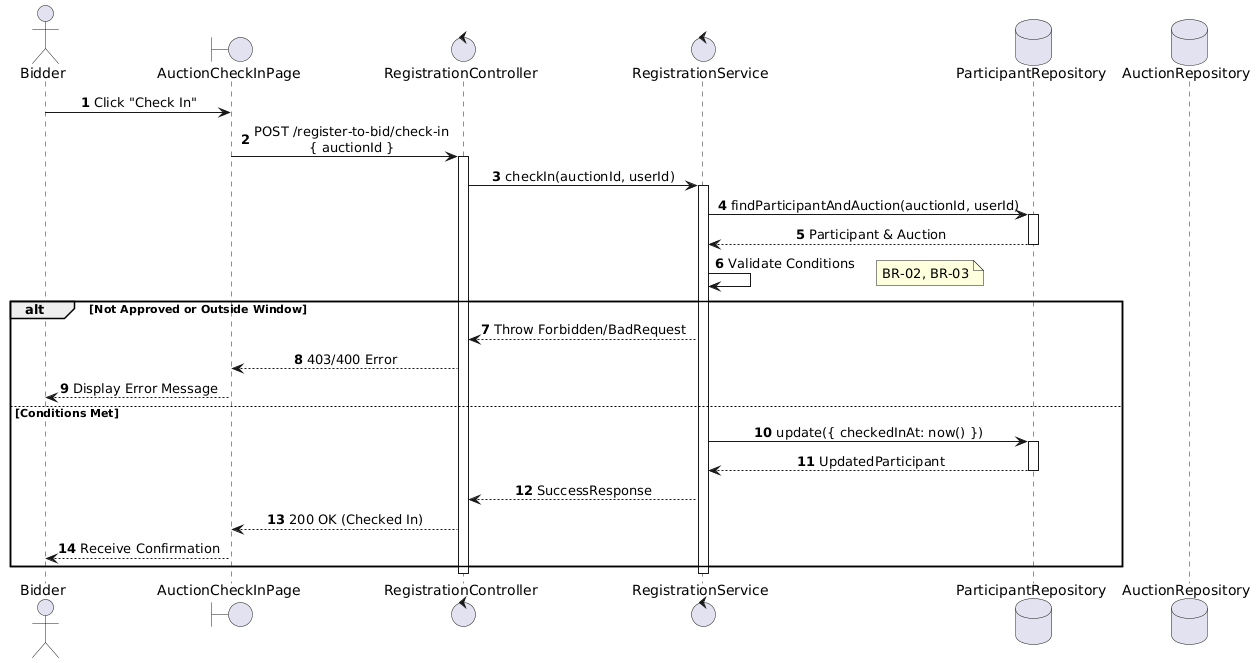 Bidder
AuctionCheckInPage
RegistrationController
RegistrationService
ParticipantRepository
AuctionRepository
1 Click "Check In"
2 POST /register-to-bid/check-in
{ auctionId }
3 checkIn(auctionId, userId)
4 findParticipantAndAuction(auctionId, userId)
5 Participant & Auction
6 Validate Conditions
BR-02, BR-03
alt [Not Approved or Outside Window]
7 Throw Forbidden/BadRequest
8 403/400 Error
9 Display Error Message
[Conditions Met]
10 update({ checkedInAt: now() })
11 UpdatedParticipant
12 SuccessResponse
13 200 OK (Checked In)
14 Receive Confirmation
Bidder
AuctionCheckInPage
RegistrationController
RegistrationService
ParticipantRepository
AuctionRepository